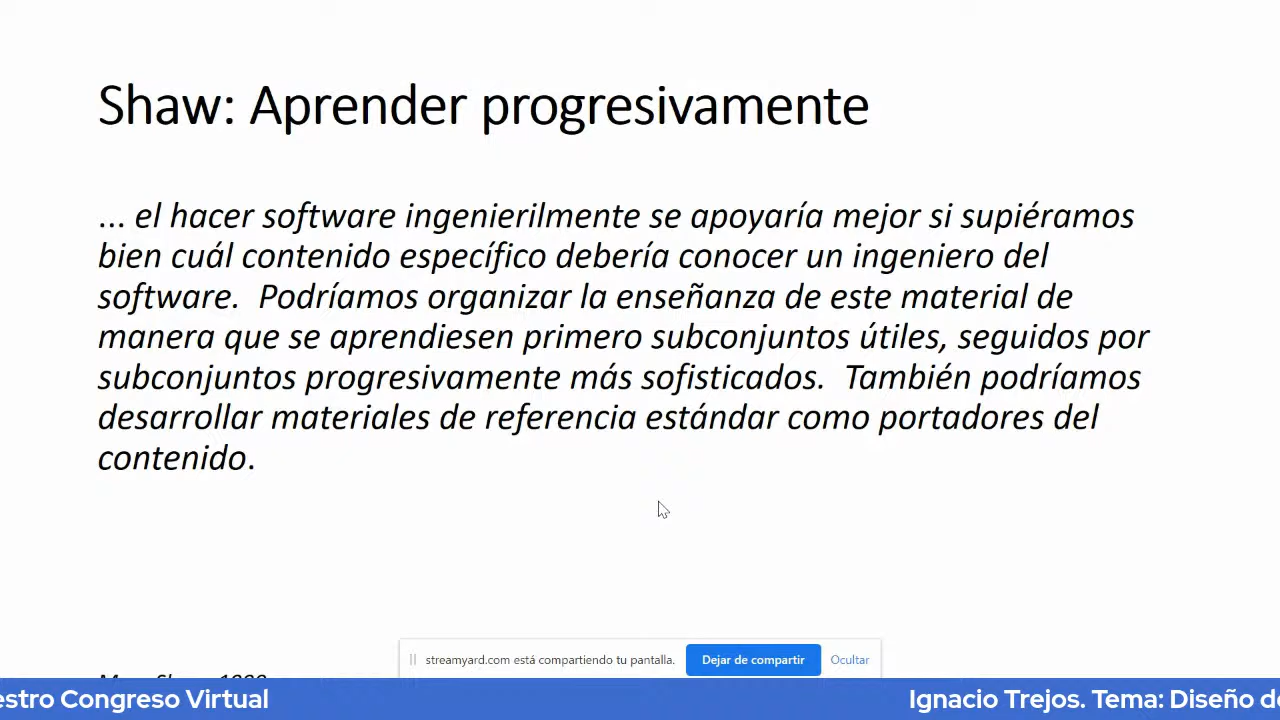 Shaw: Aprender progresivamente
... el hacer software ingenierilmente se apoyaría mejor si supiéramos
bien cuál contenido específico debería conocer un ingeniero del
software.  Podríamos organizar la enseñanza de este material de
manera que se aprendiesen primero subconjuntos útiles, seguidos por
subconjuntos progresivamente más sofisticados.  También podríamos
desarrollar materiales de referencia estándar como portadores del
contenido.
streamyard.com está compartiendo tu pantalla. Dejar de compartir Ocultar
estro Congreso Virtual Ignacio Trejos. Tema: Diseño de